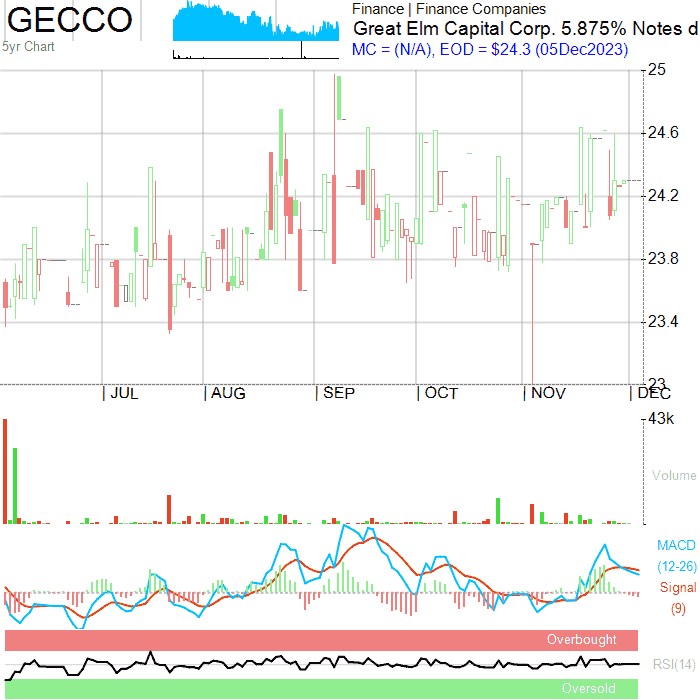 GECCO
5yr Chart
Finance | Finance Companies
Great Elm Capital Corp. 5.875% Notes d
MC = (N/A), EOD = $24.3 (05Dec2023)
25
24.6
24.2
23.8
23.4
23
JUL AUG SEP OCT NOV DEC
43k
Volume
MACD
(12-26)
Signal
(9)
Overbought
RSI(14)
Oversold